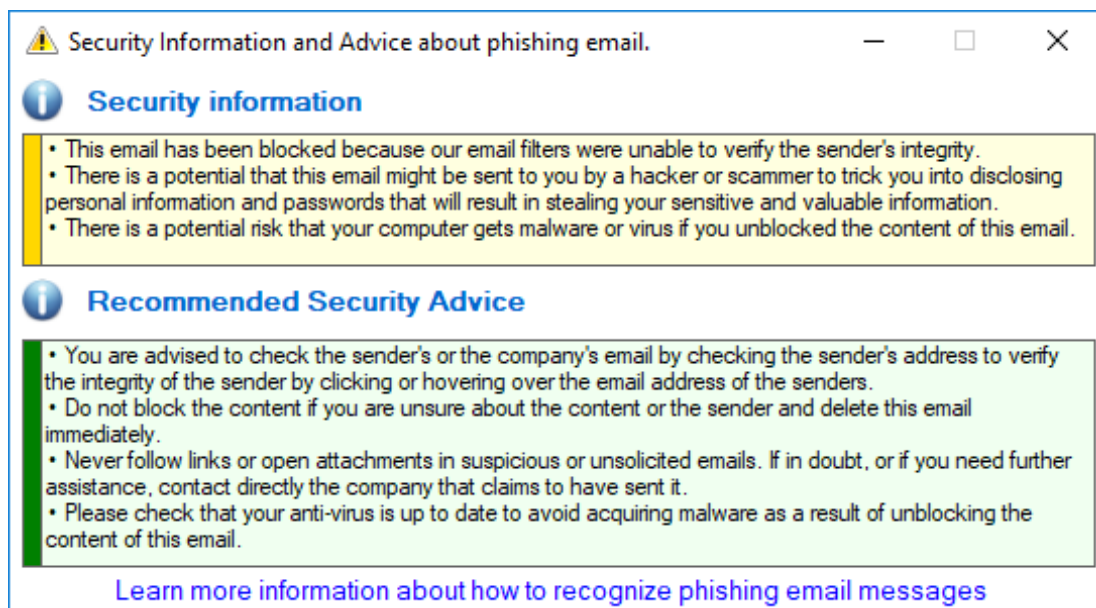 Security Information and Advice about phishing email.
Security information
• This email has been blocked because our email filters were unable to verify the sender's integrity.
• There is a potential that this email might be sent to you by a hacker or scammer to trick you into disclosing
personal information and passwords that will result in stealing your sensitive and valuable information.
• There is a potential risk that your computer gets malware or virus if you unblocked the content of this email.
Recommended Security Advice
• You are advised to check the sender's or the company's email by checking the sender's address to verify
the integrity of the sender by clicking or hovering over the email address of the senders.
• Do not block the content if you are unsure about the content or the sender and delete this email
immediately.
• Never follow links or open attachments in suspicious or unsolicited emails. If in doubt, or if you need further
assistance, contact directly the company that claims to have sent it.
• Please check that your anti-virus is up to date to avoid acquiring malware as a result of unblocking the
content of this email.
Learn more information about how to recognize phishing email messages